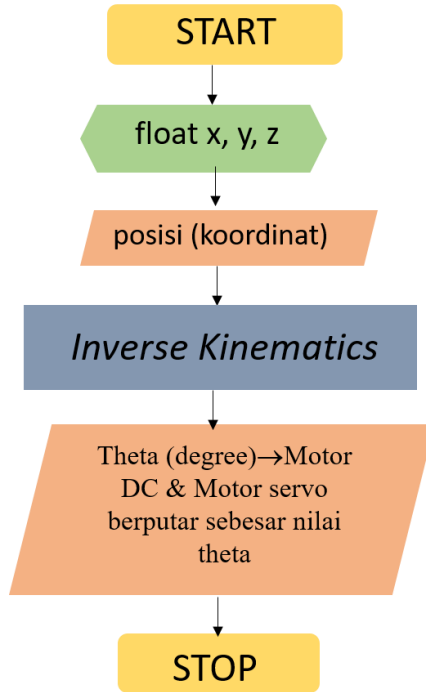 START
float x, y, z
posisi (koordinat)
Inverse Kinematics
Theta (degree)→Motor
DC & Motor servo
berputar sebesar nilai
theta
STOP